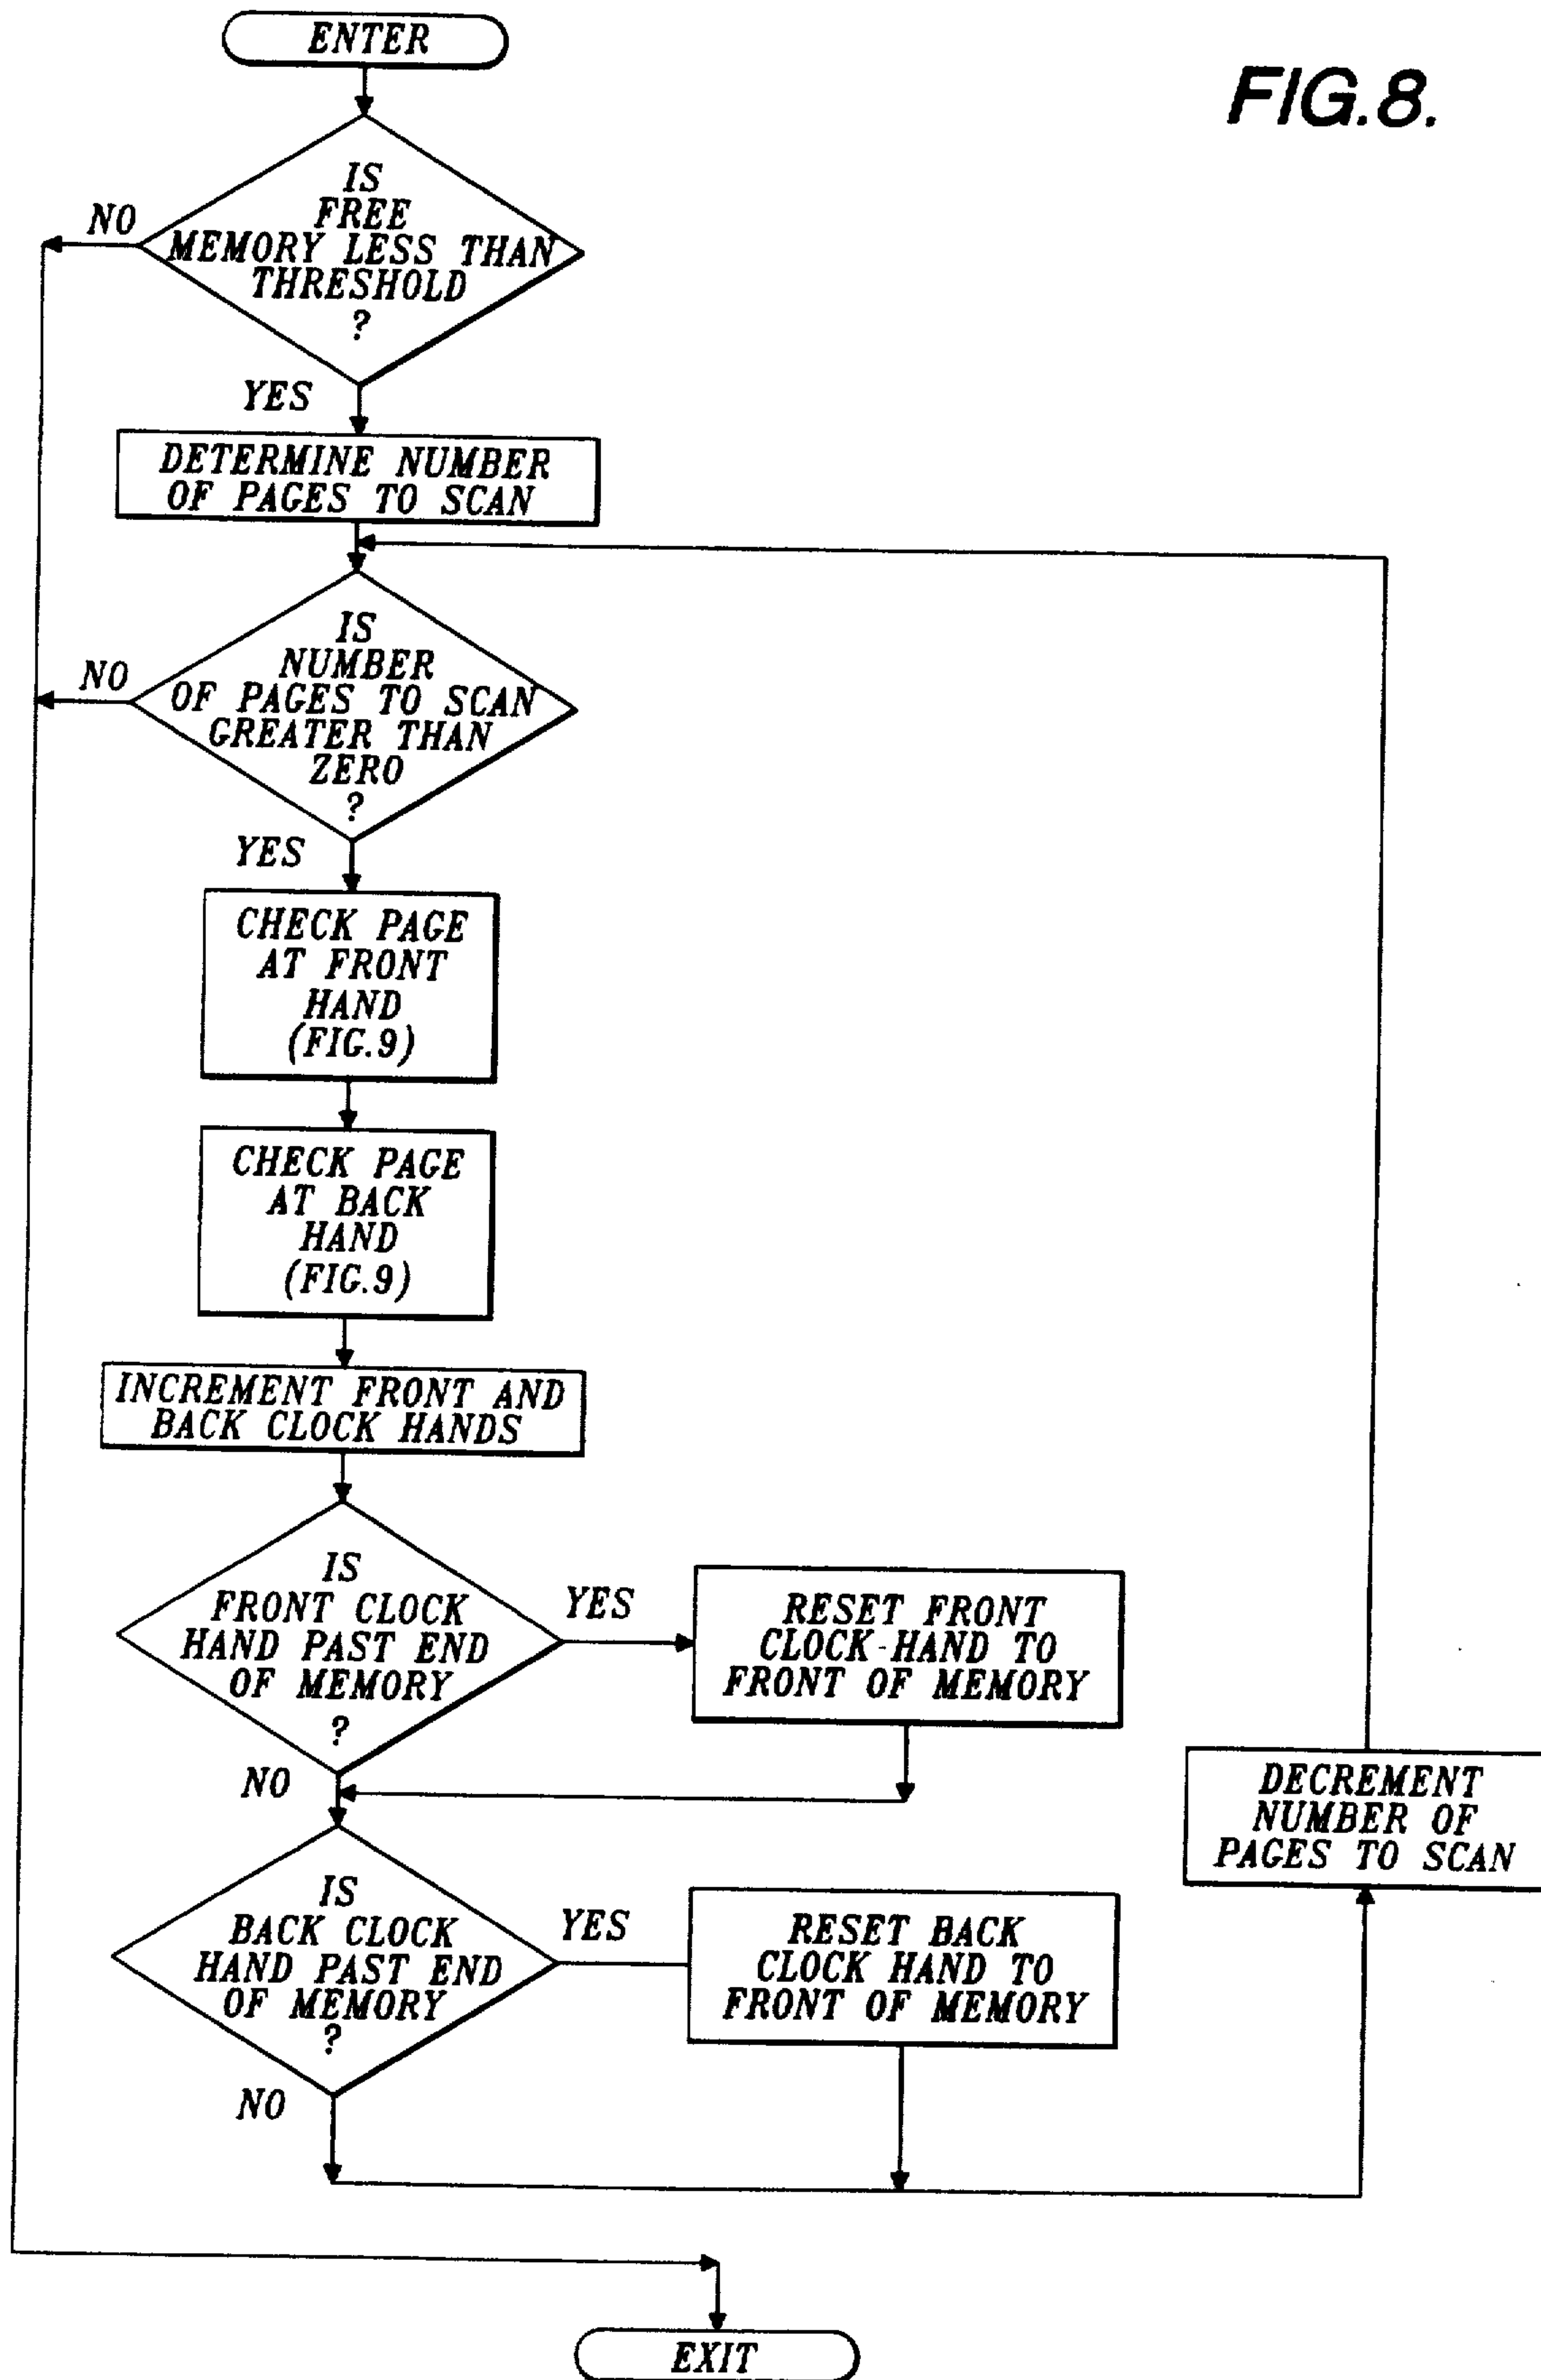 FIG.8.
ENTER
IS
FREE
MEMORY LESS THAN
THRESHOLD
?
NO
YES
DETERMINE NUMBER
OF PAGES TO SCAN
IS
NUMBER
OF PAGES TO SCAN
GREATER THAN
ZERO
?
NO
YES
CHECK PAGE
AT FRONT
HAND
(FIG.9)
CHECK PAGE
AT BACK
HAND
(FIG.9)
INCREMENT FRONT AND
BACK CLOCK HANDS
IS
FRONT CLOCK
HAND PAST END
OF MEMORY
?
YES
RESET FRONT
CLOCK-HAND TO
FRONT OF MEMORY
NO
DECREMENT
NUMBER OF
PAGES TO SCAN
IS
BACK CLOCK
HAND PAST END
OF MEMORY
?
YES
RESET BACK
CLOCK HAND TO
FRONT OF MEMORY
NO
EXIT